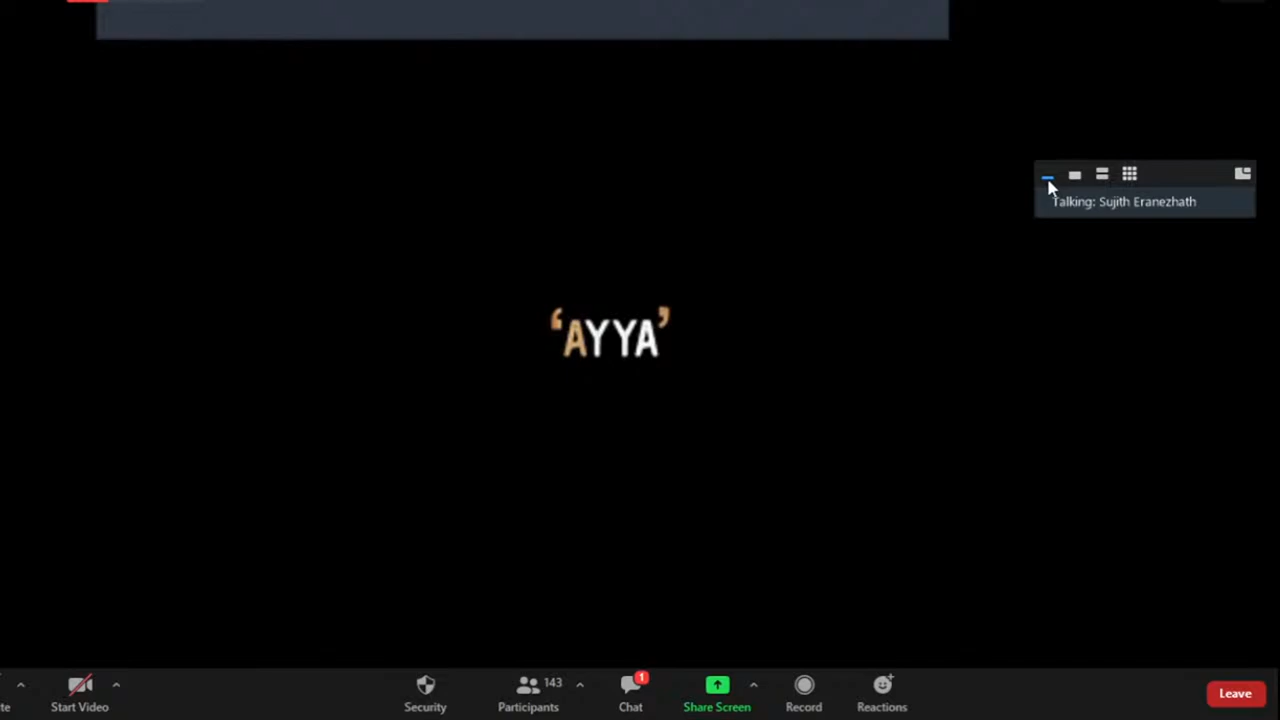 Talking: Sujith Eranezhath
‘AYYA’
Start Video
Security
143
Participants
1
Chat
Share Screen
Record
Reactions
Leave